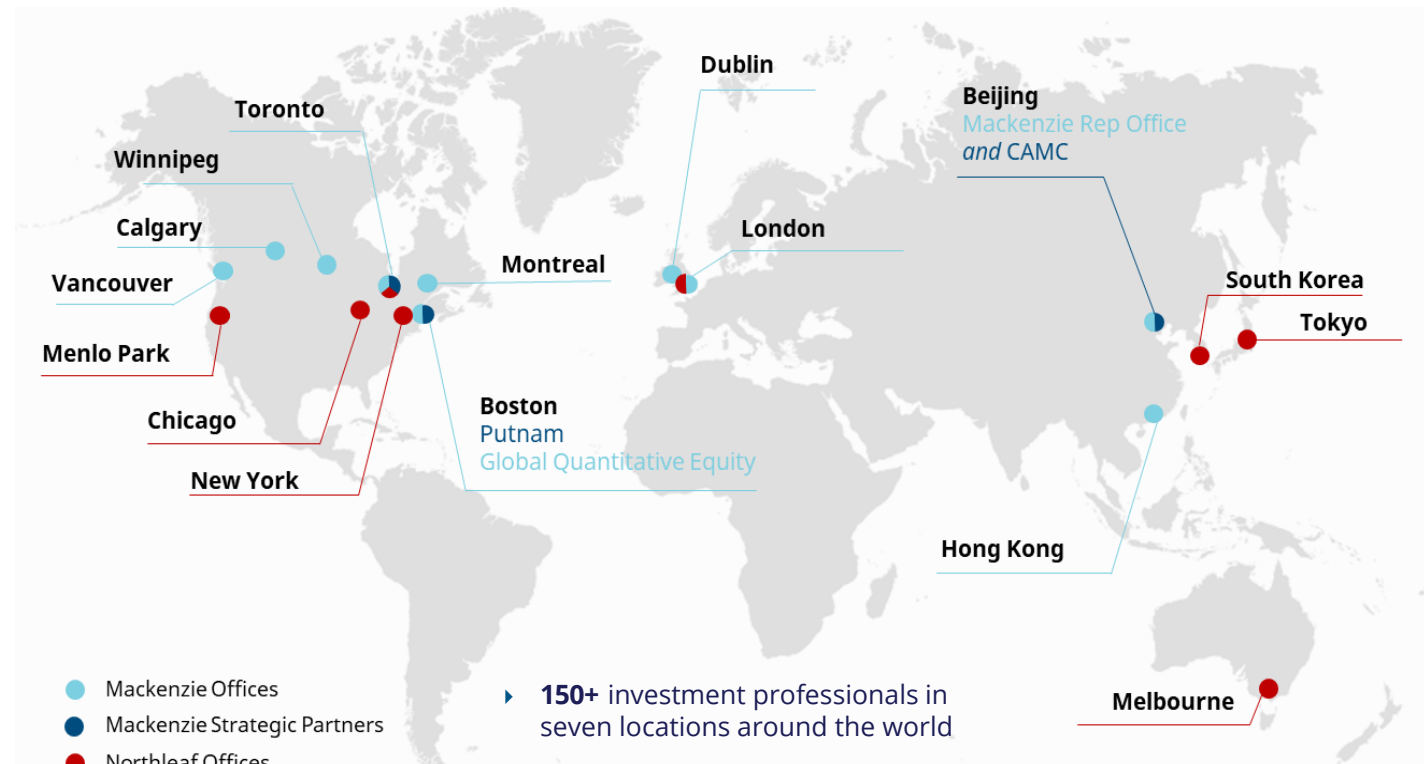 Dublin
Toronto
Beijing
Mackenzie Rep Office
and CAMC
Winnipeg
Calgary
London
Montreal
Vancouver
South Korea
Tokyo
Menlo Park
Chicago
Boston
Putnam
Global Quantitative Equity
New York
Hong Kong
Mackenzie Offices
Mackenzie Strategic Partners
Northleaf Offices
150+ investment professionals in
seven locations around the world
Melbourne